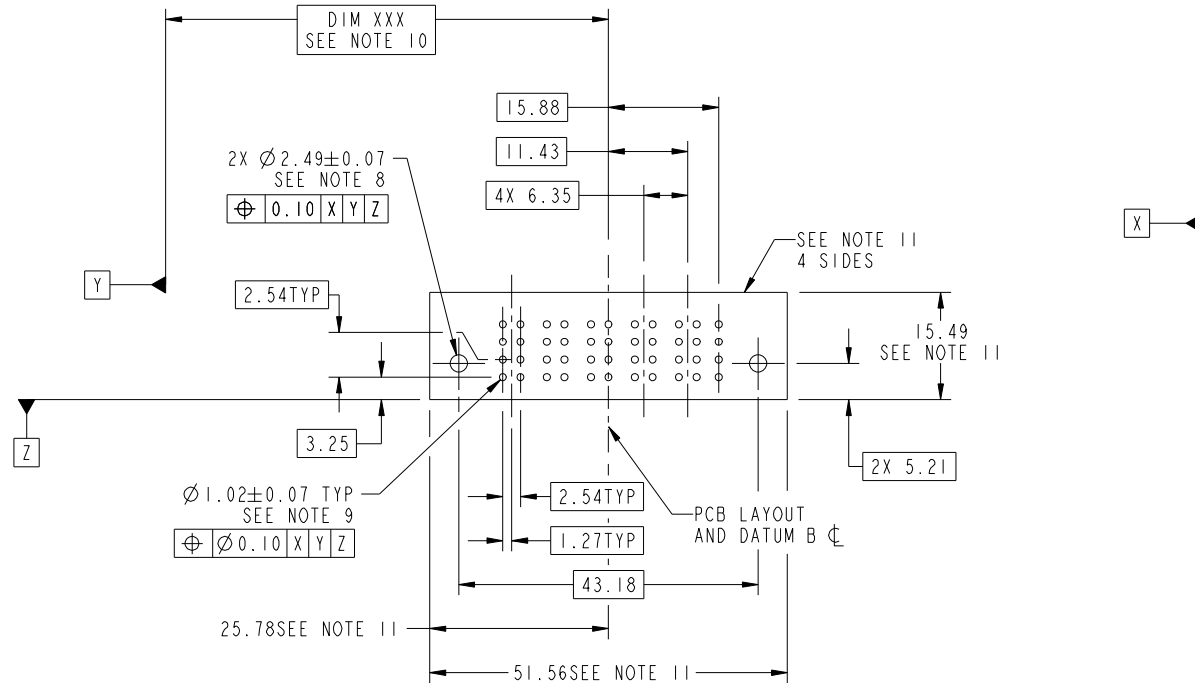 DIM XXX
SEE NOTE 10
15.88
11.43
2X Ø2.49±0.07
SEE NOTE 8
⌖ 0.10 X Y Z
4X 6.35
X
SEE NOTE 11
4 SIDES
Y
2.54TYP
15.49
SEE NOTE 11
Z
3.25
2X 5.21
Ø1.02±0.07 TYP
SEE NOTE 9
⌖ Ø0.10 X Y Z
2.54TYP
PCB LAYOUT
AND DATUM B ℄
1.27TYP
43.18
25.78SEE NOTE 11
51.56SEE NOTE 11